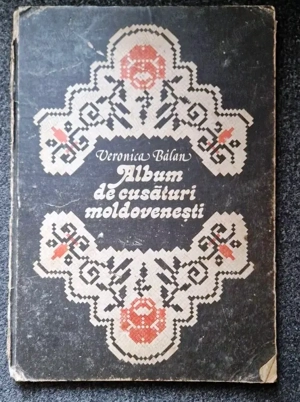 Veronica Bălan
Album
de cusături
moldovenești